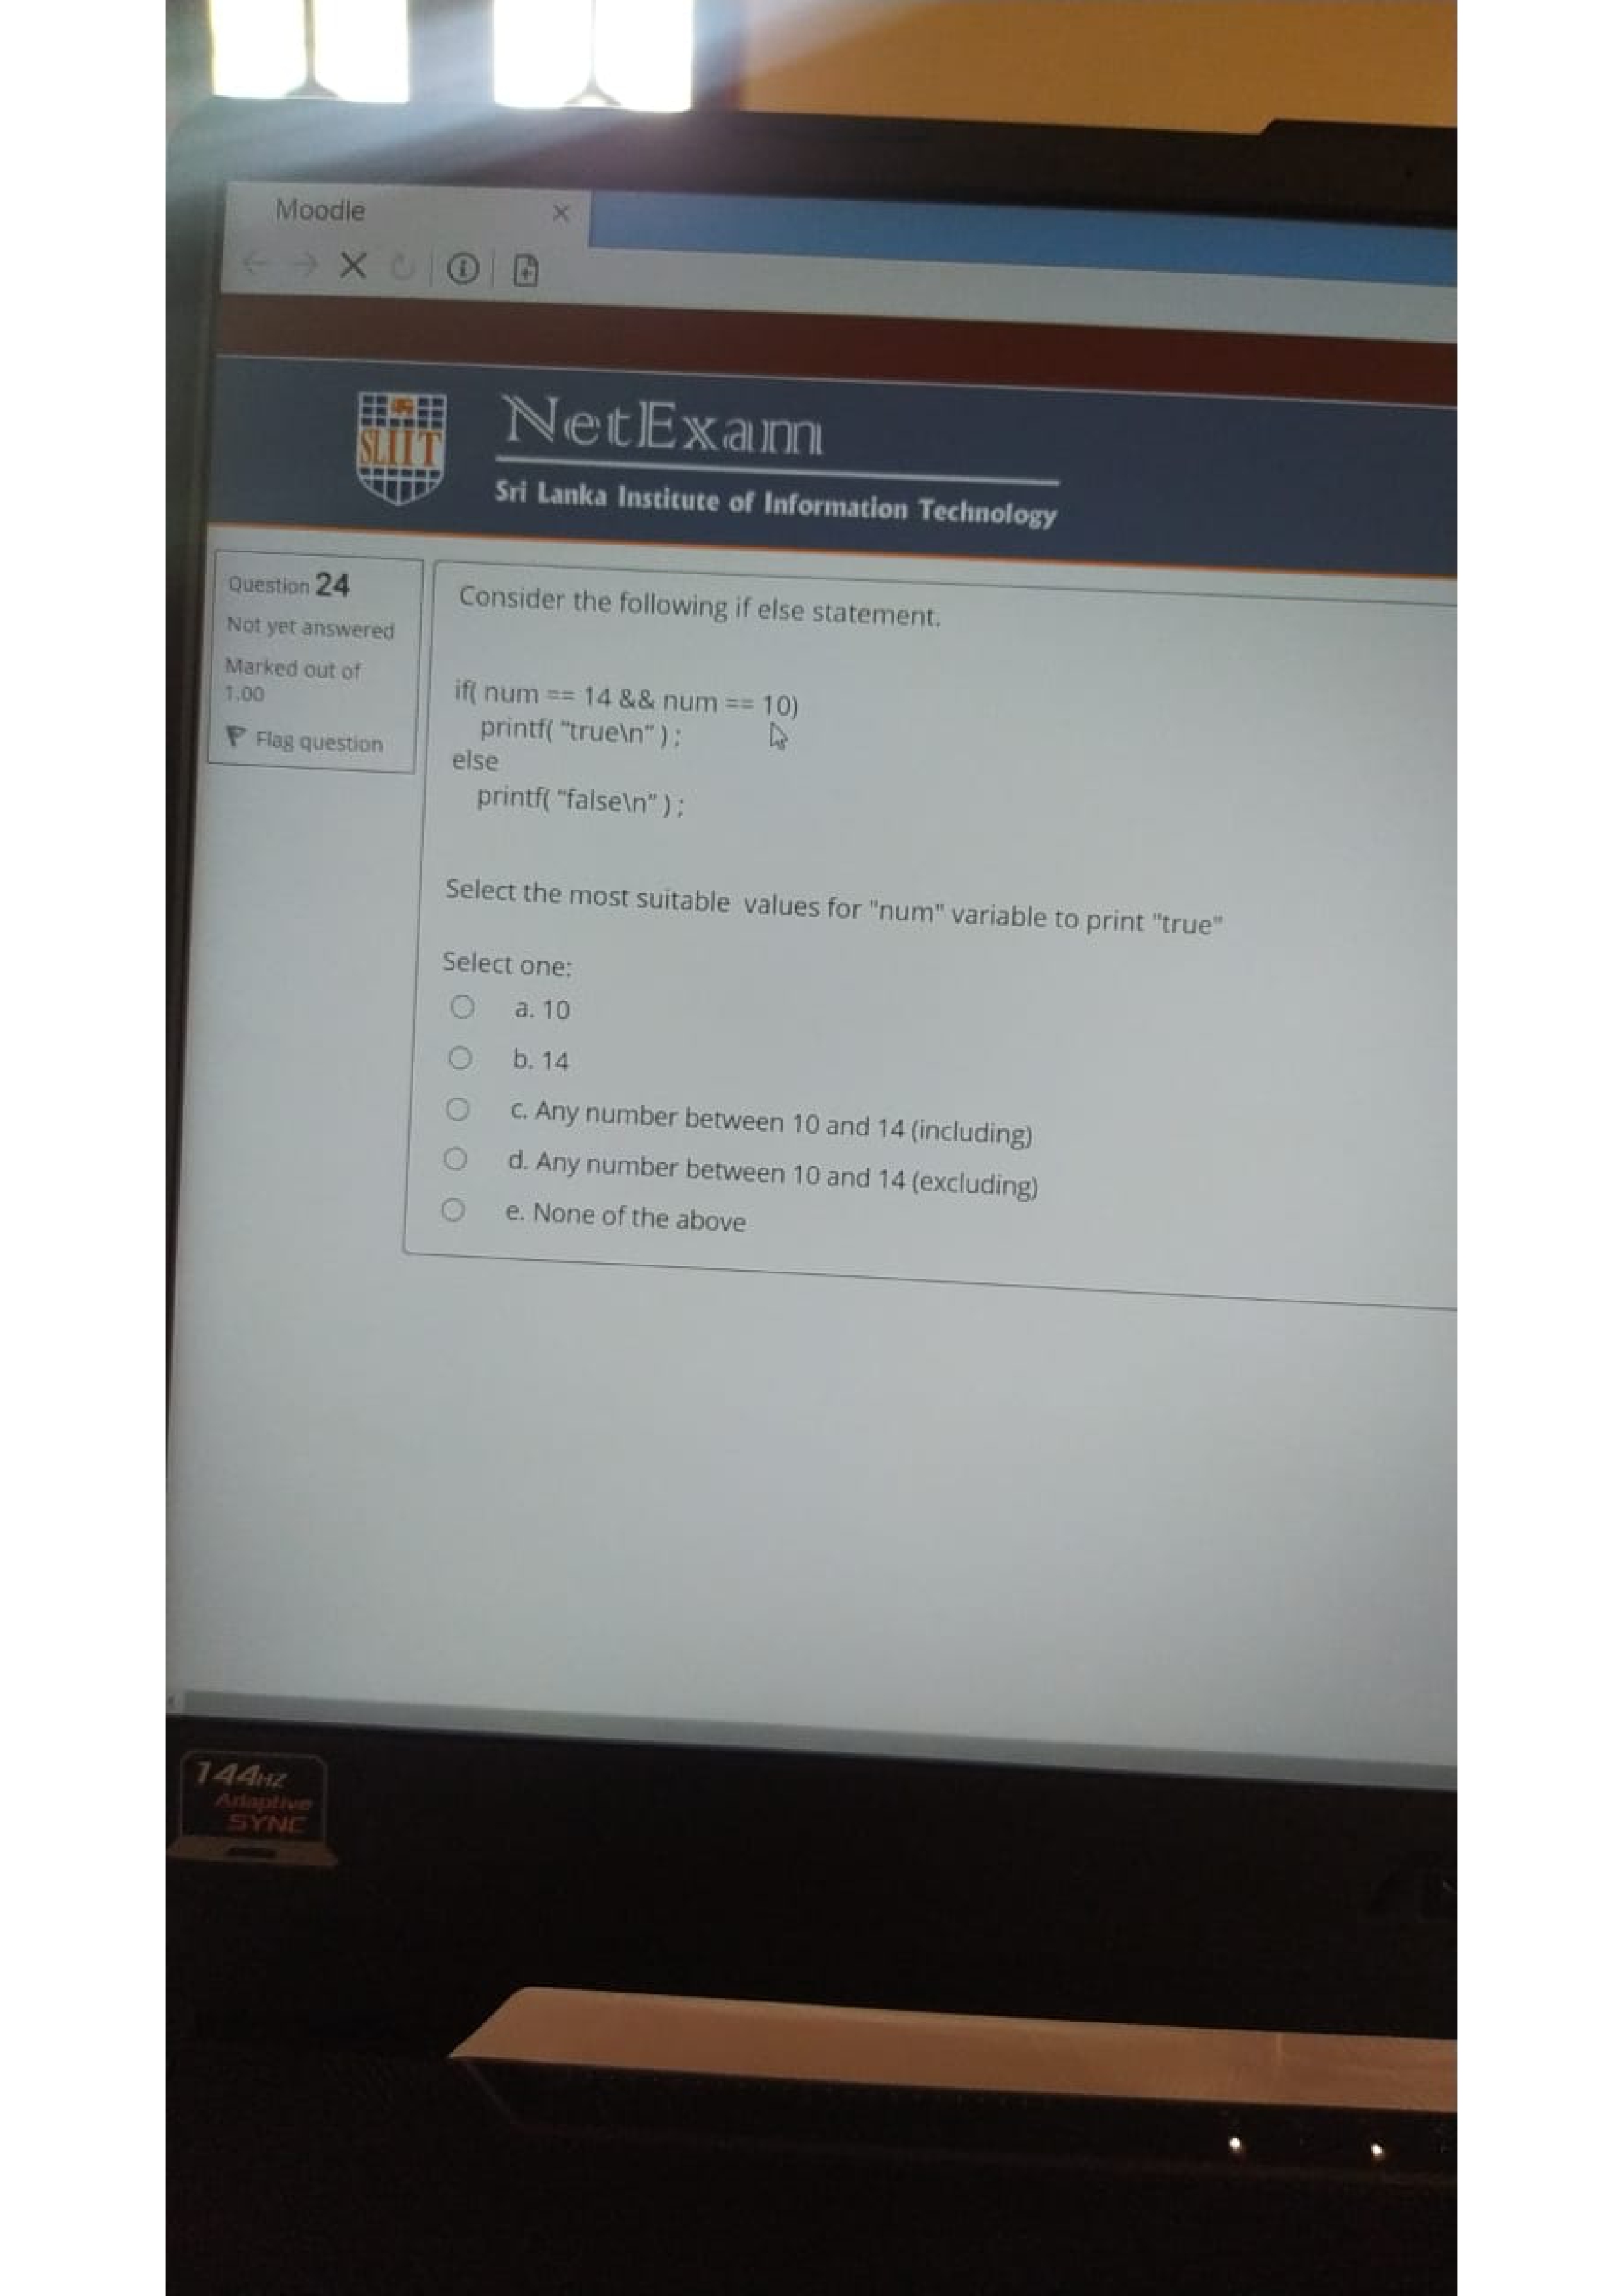 Moodle
NetExam
SLIIT
Sri Lanka Institute of Information Technology
Question 24
Not yet answered
Marked out of
1.00
Flag question
Consider the following if else statement.
if( num == 14 && num == 10)
printf( "true\n" ) ;
else
printf( "false\n" ) ;
Select the most suitable values for "num" variable to print "true"
Select one:
a. 10
b. 14
c. Any number between 10 and 14 (including)
d. Any number between 10 and 14 (excluding)
e. None of the above
144HZ
Adaptive
SYNC